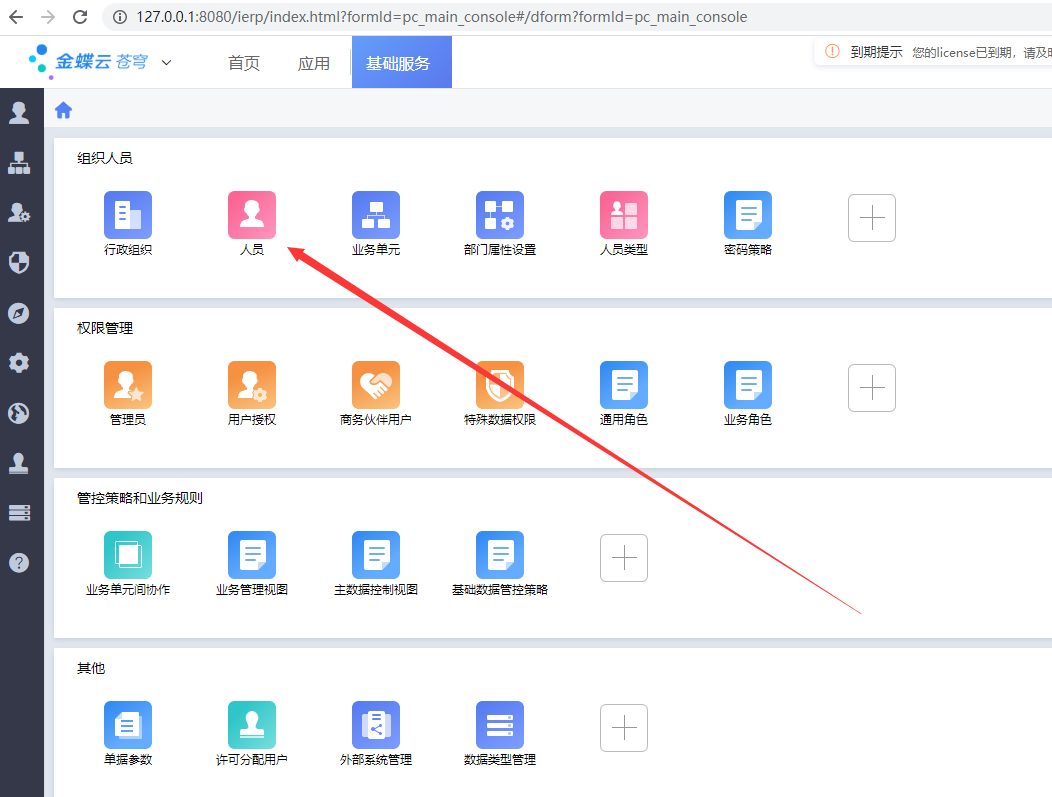 127.0.0.1:8080/ierp/index.html?formId=pc_main_console#/dform?formId=pc_main_console
金蝶云 苍穹 首页 应用 基础服务 到期提示 您的license已到期，请及
组织人员
行政组织 人员 业务单元 部门属性设置 人员类型 密码策略
权限管理
管理员 用户授权 商务伙伴用户 特殊数据权限 通用角色 业务角色
管控策略和业务规则
业务单元间协作 业务管理视图 主数据控制视图 基础数据管控策略
其他
单据参数 许可分配用户 外部系统管理 数据类型管理